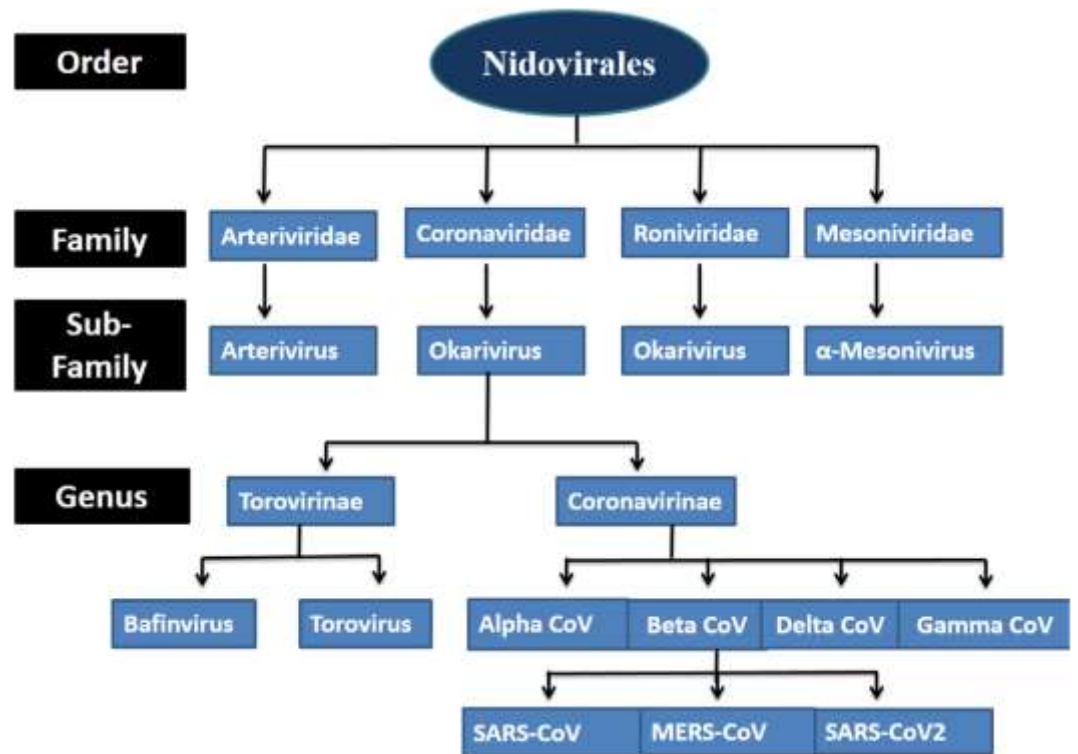 Order
Nidovirales
Family
Arteriviridae
Coronaviridae
Roniviridae
Mesoniviridae
Sub-
Family
Arterivirus
Okarivirus
Okarivirus
α-Mesonivirus
Genus
Torovirinae
Coronavirinae
Bafinvirus
Torovirus
Alpha CoV
Beta CoV
Delta CoV
Gamma CoV
SARS-CoV
MERS-CoV
SARS-CoV2